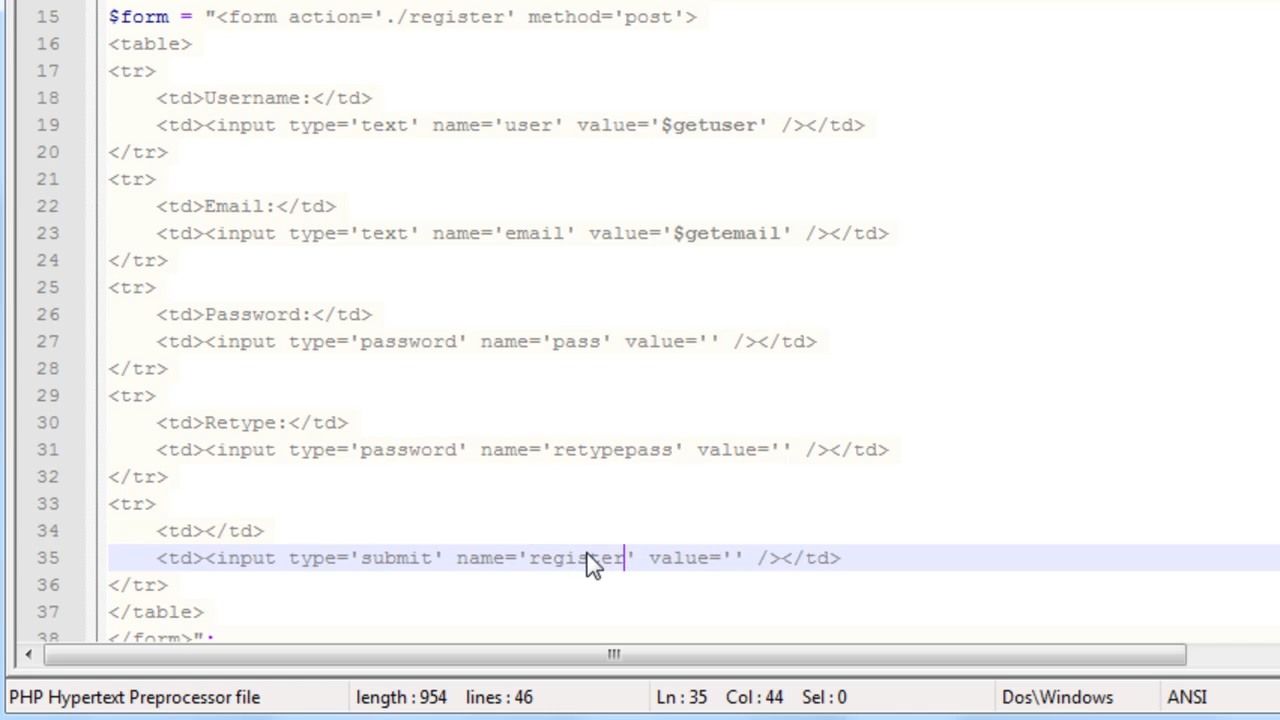 15 $form = "<form action='./register' method='post'>
16 <table>
17 <tr>
18 <td>Username:</td>
19 <td><input type='text' name='user' value='$getuser' /></td>
20 </tr>
21 <tr>
22 <td>Email:</td>
23 <td><input type='text' name='email' value='$getemail' /></td>
24 </tr>
25 <tr>
26 <td>Password:</td>
27 <td><input type='password' name='pass' value='' /></td>
28 </tr>
29 <tr>
30 <td>Retype:</td>
31 <td><input type='password' name='retypepass' value='' /></td>
32 </tr>
33 <tr>
34 <td></td>
35 <td><input type='submit' name='register' value='' /></td>
36 </tr>
37 </table>
38 </form>";
PHP Hypertext Preprocessor file length : 954 lines : 46 Ln : 35 Col : 44 Sel : 0 Dos\Windows ANSI